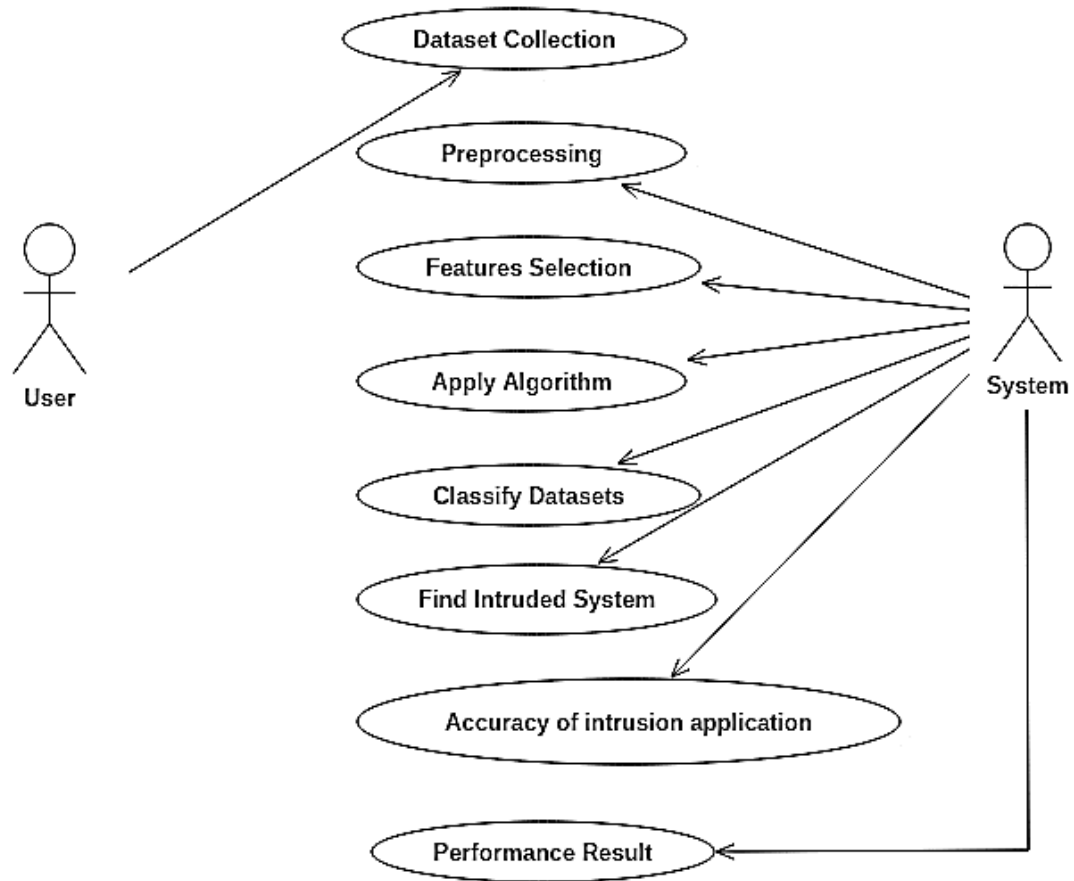 Dataset Collection
Preprocessing
Features Selection
Apply Algorithm
User
System
Classify Datasets
Find Intruded System
Accuracy of intrusion application
Performance Result